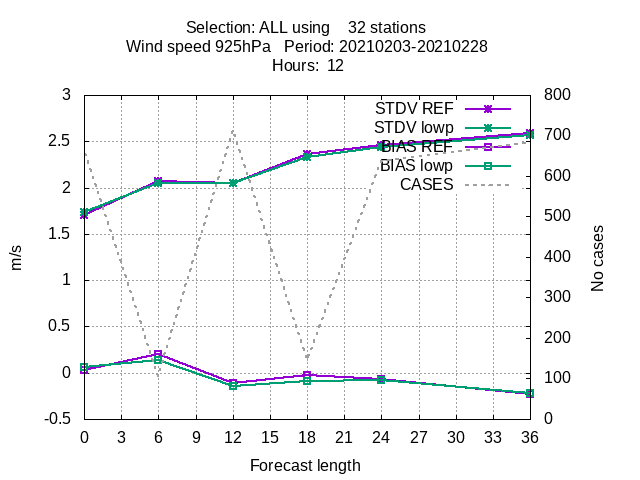 Selection: ALL using    32 stations
Wind speed 925hPa   Period: 20210203-20210228
Hours:  12
3
2.5
2
1.5
1
0.5
0
-0.5
m/s
STDV REF
STDV lowp
BIAS REF
BIAS lowp
CASES
800
700
600
500
400
300
200
100
0
No cases
0 3 6 9 12 15 18 21 24 27 30 33 36
Forecast length